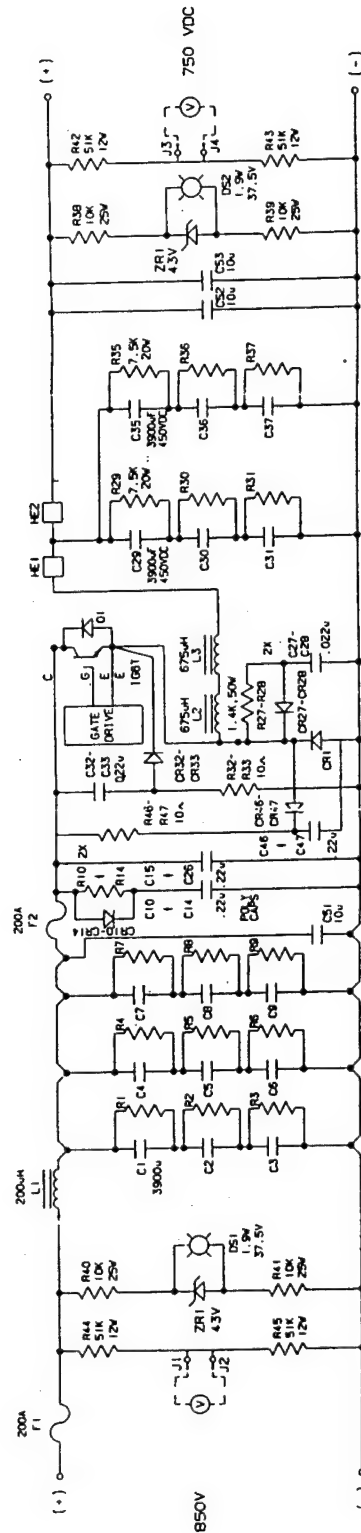 850V
(+)
(-)
200A
F1
R44
51K
12W
J1
V
J2
R45
51K
12W
R40
10K
25W
ZR1
43V
DS1
1.9W
37.5V
R41
10K
25W
200uH
L1
C1
3900u
R1
C2
R2
C3
R3
C4
R4
C5
R5
C6
R6
C7
R7
C8
R8
C9
R9
C51
10u
200A
F2
R10
R14
2X
C10
C14
.22u
POLY
CAPS
C15
C26
.22u
R46-
R47
10Ω
C46
C47
.22u
CR46-
CR47
C32-
C33
.022u
CR32-
CR33
R32-
R33
10Ω
CR1
GATE
DRIVE
C
G
E
E
IGBT
675uH
L2
675uH
L3
1.4K,50W
R27-R28
2X
CR27-CR28
C27-
C28
.022u
HE1
HE2
R29
7.5K
20W
C29
3900uF
450VDC
R30
C30
R31
C31
R35
7.5K
20W
C35
3900uF
450VDC
R36
C36
R37
C37
C52
10u
C53
10u
R38
10K
25W
ZR1
43V
DS2
1.9W
37.5V
R39
10K
25W
R42
51K
12W
J3
V
J4
R43
51K
12W
(+)
750 VDC
(-)